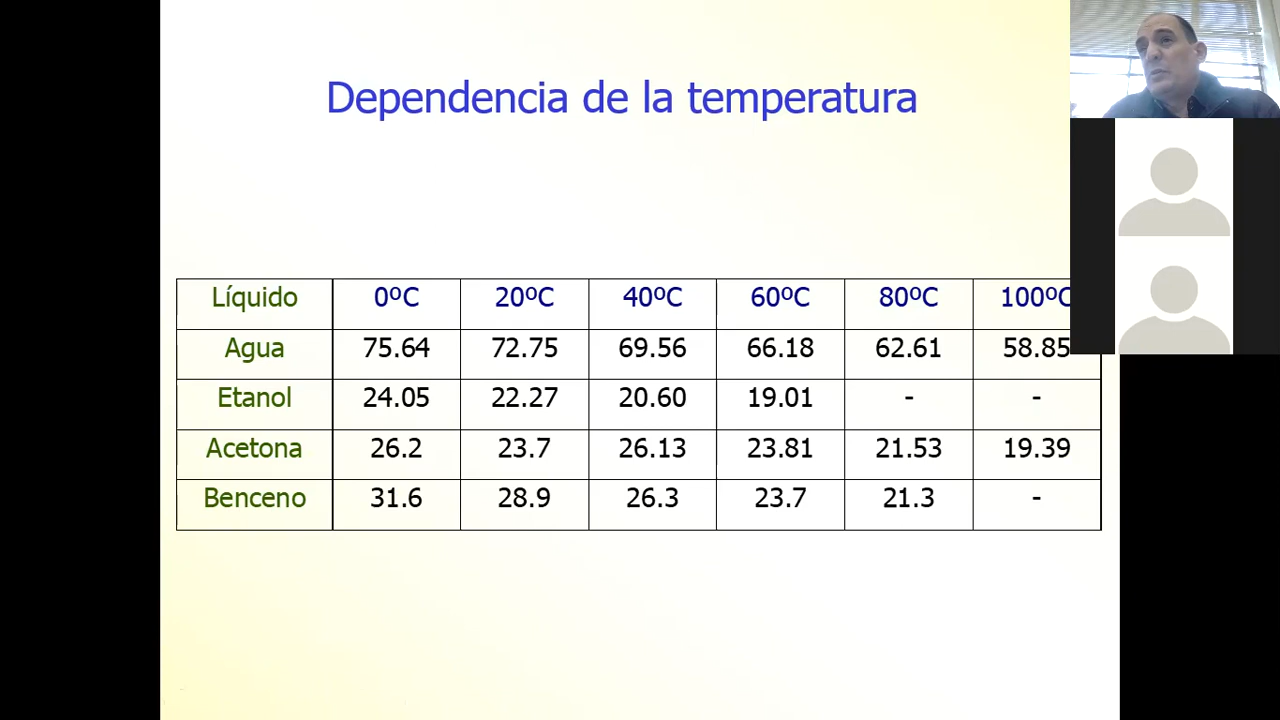 Dependencia de la temperatura
Líquido 0ºC 20ºC 40ºC 60ºC 80ºC 100ºC
Agua 75.64 72.75 69.56 66.18 62.61 58.85
Etanol 24.05 22.27 20.60 19.01 - -
Acetona 26.2 23.7 26.13 23.81 21.53 19.39
Benceno 31.6 28.9 26.3 23.7 21.3 -